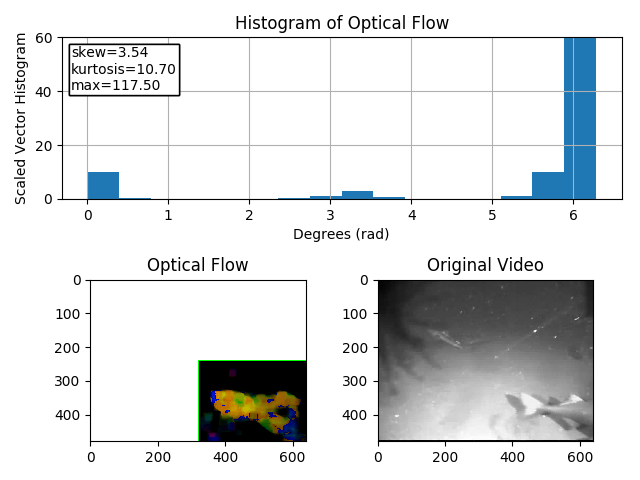 Histogram of Optical Flow
Scaled Vector Histogram
60
40
20
0
skew=3.54
kurtosis=10.70
max=117.50
0 1 2 3 4 5 6
Degrees (rad)
Optical Flow
0
100
200
300
400
0 200 400 600
Original Video
0
100
200
300
400
0 200 400 600